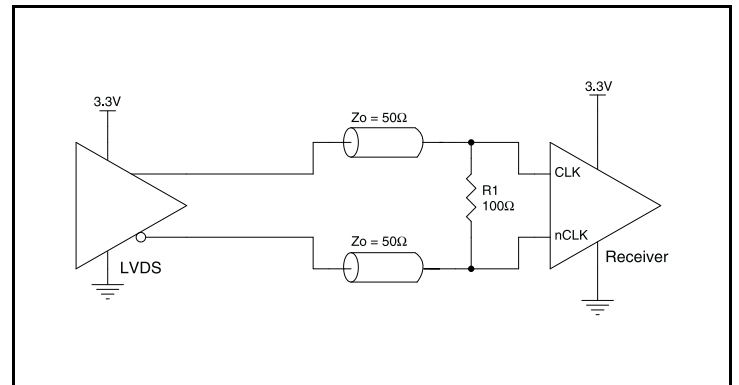 3.3V
3.3V
Zo = 50Ω
CLK
R1
100Ω
nCLK
Zo = 50Ω
LVDS
Receiver